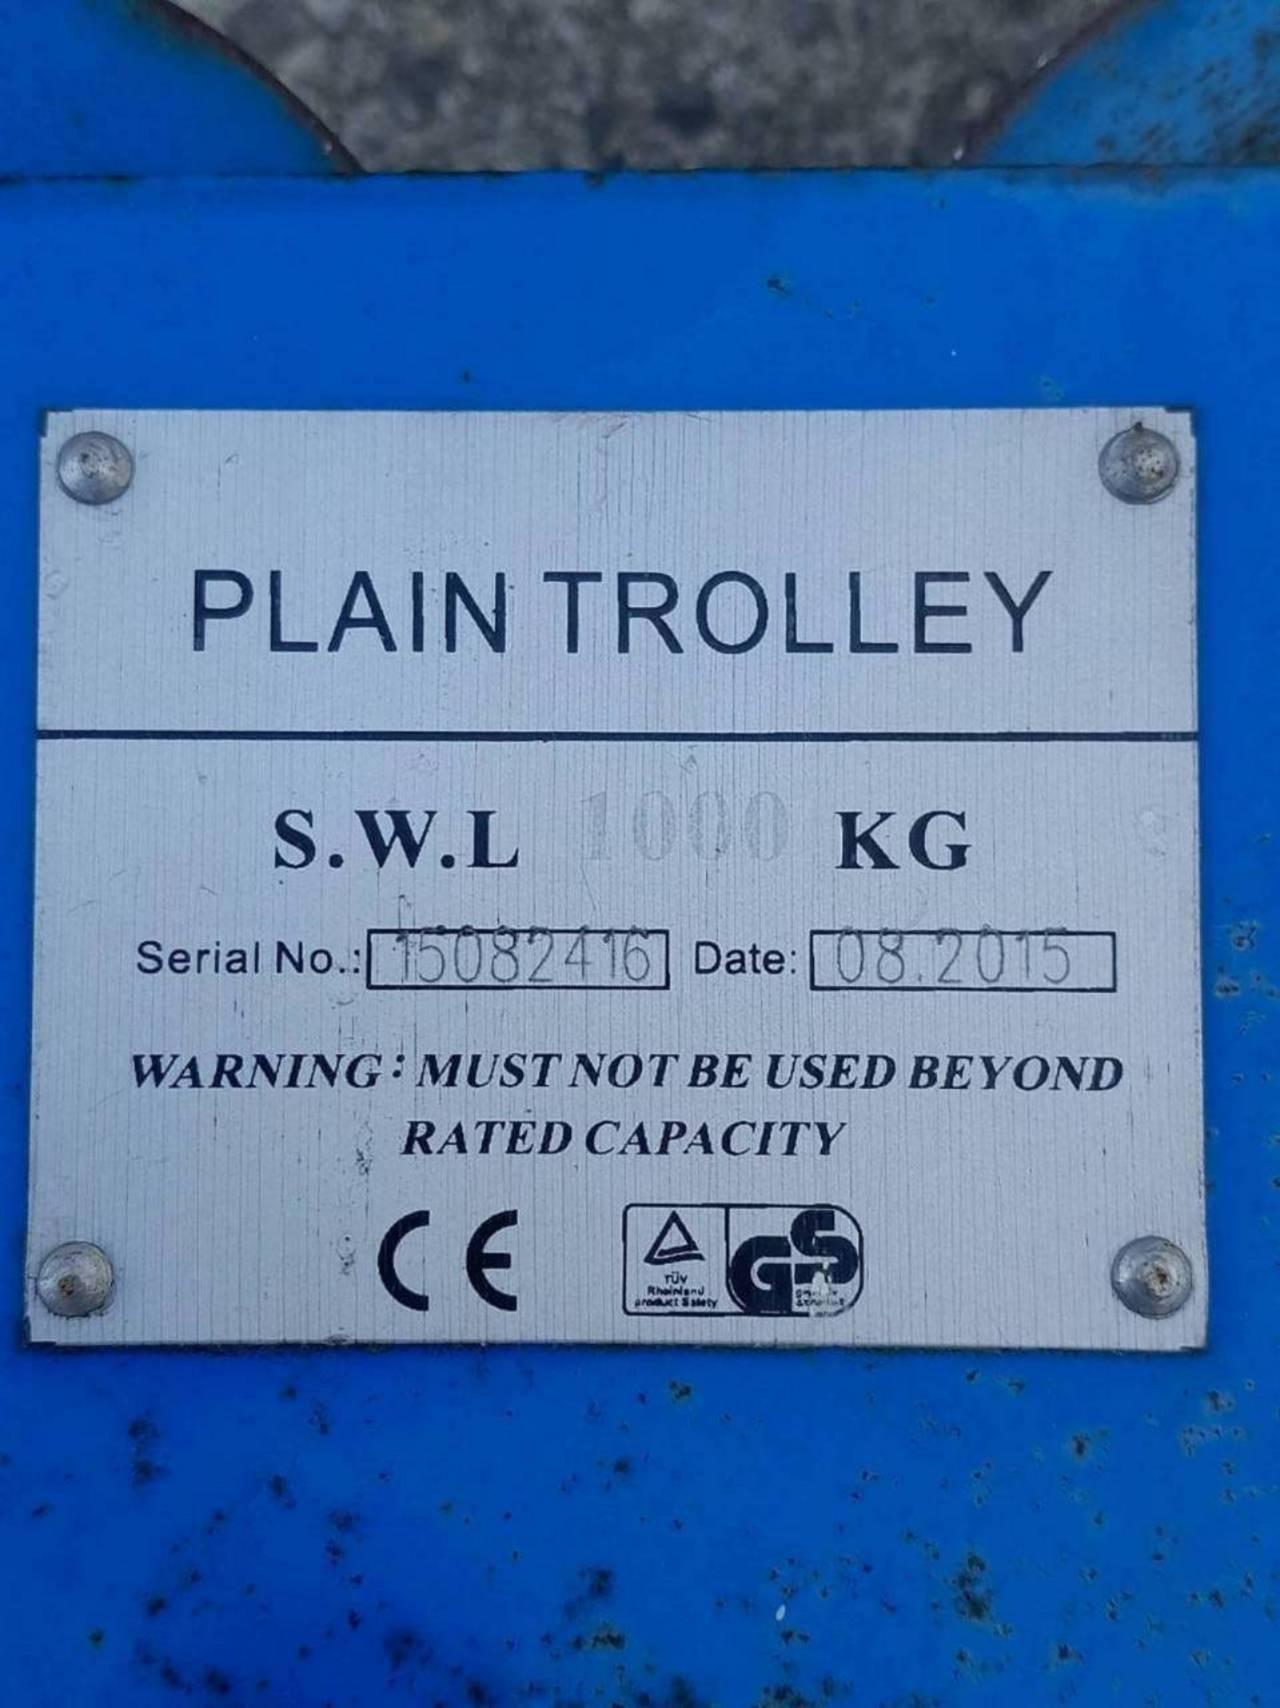 PLAIN TROLLEY
S.W.L 1000 KG
Serial No.: 15082416 Date: 08.2015
WARNING: MUST NOT BE USED BEYOND
RATED CAPACITY
CE
TÜV
Rheinland
product Safety
GS